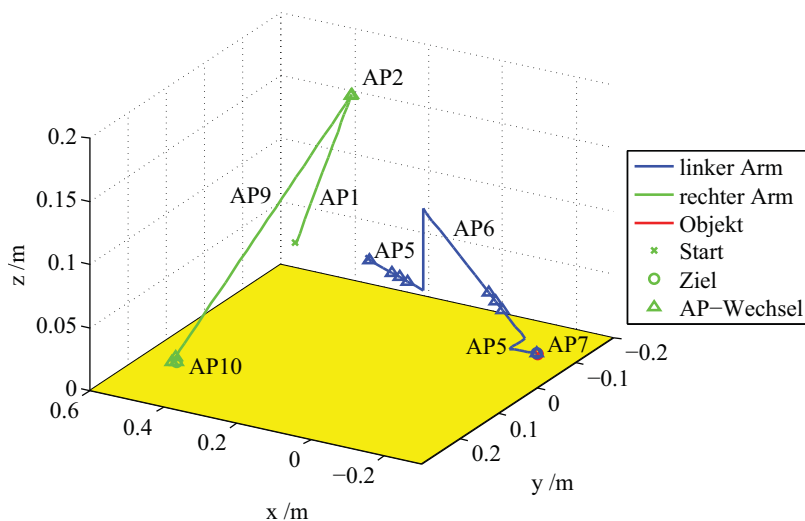 AP2
0.2
0.15
0.1
0.05
0
z /m
AP9
AP1
AP5
AP6
AP5
AP7
AP10
0.6
0.4
0.2
0
−0.2
x /m
0.2
0.1
0
−0.1
−0.2
y /m
linker Arm
rechter Arm
Objekt
Start
Ziel
AP−Wechsel